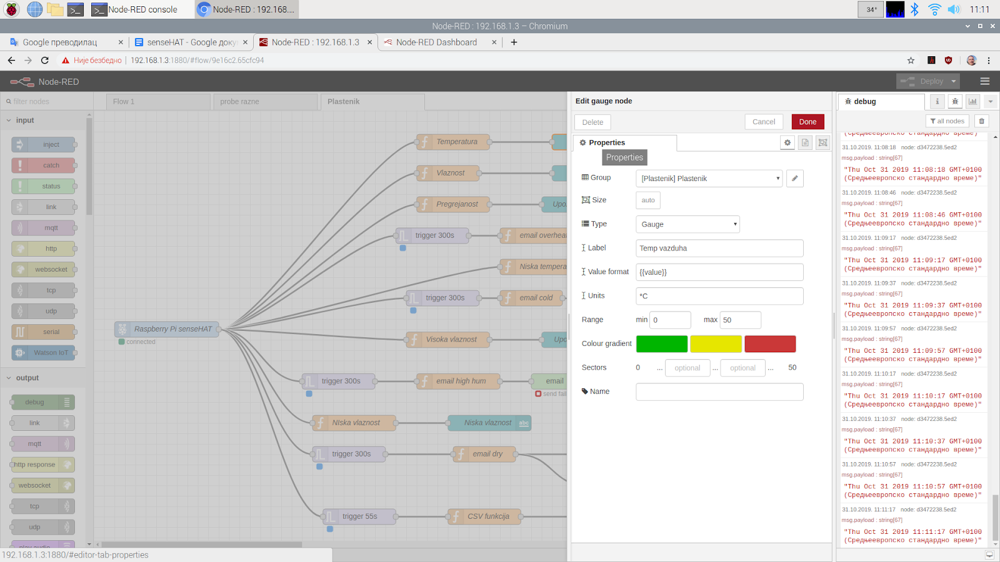 Node-RED console
Node-RED : 192.168....
34°
11:11
Node-RED : 192.168.1.3 – Chromium
Google преводилац
senseHAT - Google доку
Node-RED : 192.168.1.3
Node-RED Dashboard
Није безбедно
192.168.1.3:1880/#flow/9e16c2.65cfc94
Node-RED
Deploy
filter nodes
Flow 1
probe razne
Plastenik
input
inject
catch
status
link
mqtt
http
websocket
tcp
udp
serial
Watson IoT
output
debug
link
mqtt
http response
websocket
tcp
udp
play audio
Temperatura
Vlaznost
Pregrejanost
Upo
trigger 300s
email overhea
Niska tempera
trigger 300s
email cold
Raspberry Pi senseHAT
connected
Visoka vlaznost
Upo
trigger 300s
email high hum
email
send fail
NIska vlaznost
Niska vlaznost
abc
trigger 300s
email dry
trigger 55s
CSV funkcija
192.168.1.3:1880/#editor-tab-properties
Edit gauge node
Delete
Cancel
Done
Properties
Properties
Group
[Plastenik] Plastenik
Size
auto
Type
Gauge
Label
Temp vazduha
Value format
{{value}}
Units
*C
Range
min
0
max
50
Colour gradient
Sectors
0
...
optional
...
optional
...
50
Name
debug
i
all nodes
(Средњеевропско стандардно време)"
31.10.2019. 11:08:18 node: d3472238.5ed2
msg.payload : string[67]
"Thu Oct 31 2019 11:08:18 GMT+0100
(Средњеевропско стандардно време)"
31.10.2019. 11:08:46 node: d3472238.5ed2
msg.payload : string[67]
"Thu Oct 31 2019 11:08:46 GMT+0100
(Средњеевропско стандардно време)"
31.10.2019. 11:09:17 node: d3472238.5ed2
msg.payload : string[67]
"Thu Oct 31 2019 11:09:17 GMT+0100
(Средњеевропско стандардно време)"
31.10.2019. 11:09:37 node: d3472238.5ed2
msg.payload : string[67]
"Thu Oct 31 2019 11:09:37 GMT+0100
(Средњеевропско стандардно време)"
31.10.2019. 11:09:57 node: d3472238.5ed2
msg.payload : string[67]
"Thu Oct 31 2019 11:09:57 GMT+0100
(Средњеевропско стандардно време)"
31.10.2019. 11:10:17 node: d3472238.5ed2
msg.payload : string[67]
"Thu Oct 31 2019 11:10:17 GMT+0100
(Средњеевропско стандардно време)"
31.10.2019. 11:10:37 node: d3472238.5ed2
msg.payload : string[67]
"Thu Oct 31 2019 11:10:37 GMT+0100
(Средњеевропско стандардно време)"
31.10.2019. 11:10:57 node: d3472238.5ed2
msg.payload : string[67]
"Thu Oct 31 2019 11:10:57 GMT+0100
(Средњеевропско стандардно време)"
31.10.2019. 11:11:17 node: d3472238.5ed2
msg.payload : string[67]
"Thu Oct 31 2019 11:11:17 GMT+0100
(Средњеевропско стандардно време)"